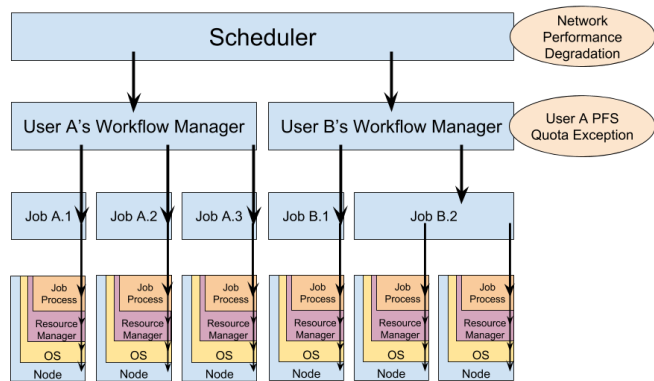 Scheduler
Network
Performance
Degradation
User A's Workflow Manager
User B's Workflow Manager
User A PFS
Quota Exception
Job A.1
Job A.2
Job A.3
Job B.1
Job B.2
Job
Process
Resource
Manager
OS
Node
Job
Process
Resource
Manager
OS
Node
Job
Process
Resource
Manager
OS
Node
Job
Process
Resource
Manager
OS
Node
Job
Process
Resource
Manager
OS
Node
Job
Process
Resource
Manager
OS
Node